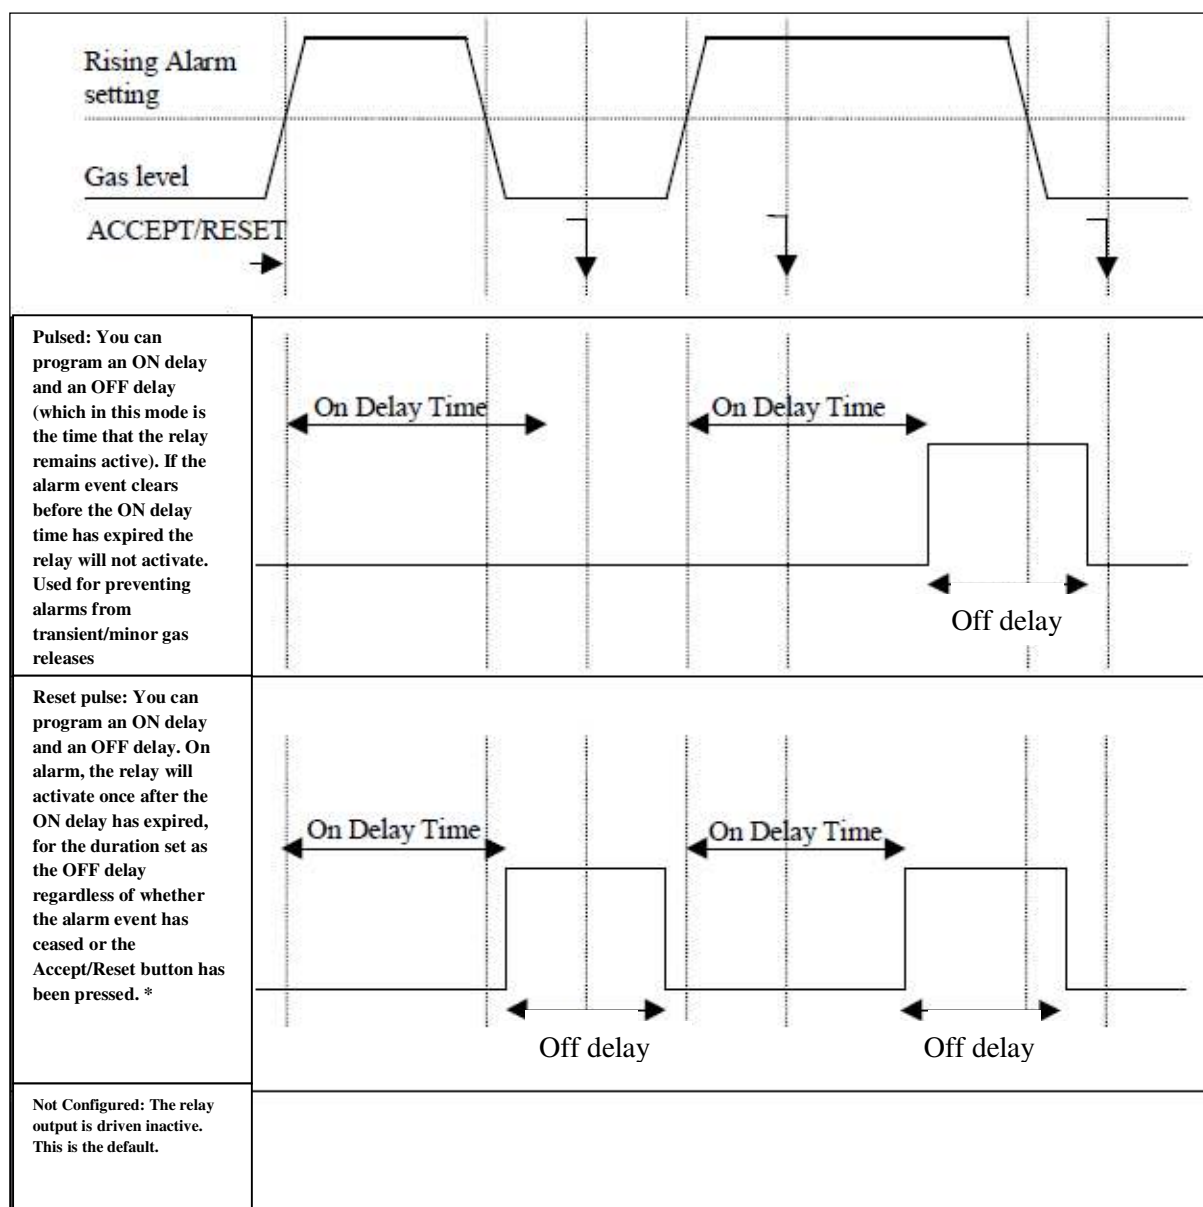 Rising Alarm
setting
Gas level
ACCEPT/RESET
Pulsed: You can
program an ON delay
and an OFF delay
(which in this mode is
the time that the relay
remains active). If the
alarm event clears
before the ON delay
time has expired the
relay will not activate.
Used for preventing
alarms from
transient/minor gas
releases
On Delay Time
On Delay Time
Off delay
Reset pulse: You can
program an ON delay
and an OFF delay. On
alarm, the relay will
activate once after the
ON delay has expired,
for the duration set as
the OFF delay
regardless of whether
the alarm event has
ceased or the
Accept/Reset button has
been pressed. *
On Delay Time
On Delay Time
Off delay
Off delay
Not Configured: The relay
output is driven inactive.
This is the default.